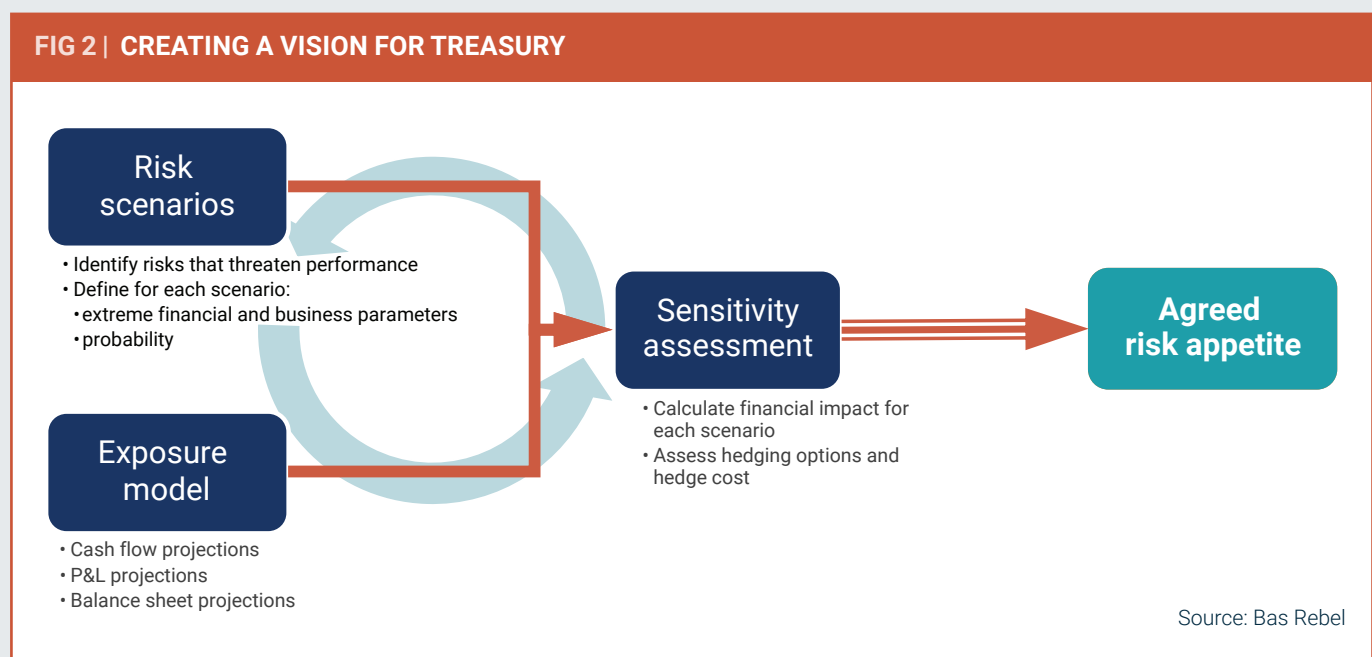 FIG 2 | CREATING A VISION FOR TREASURY
Risk
scenarios
• Identify risks that threaten performance
• Define for each scenario:
• extreme financial and business parameters
• probability
Exposure
model
• Cash flow projections
• P&L projections
• Balance sheet projections
Sensitivity
assessment
• Calculate financial impact for
each scenario
• Assess hedging options and
hedge cost
Agreed
risk appetite
Source: Bas Rebel